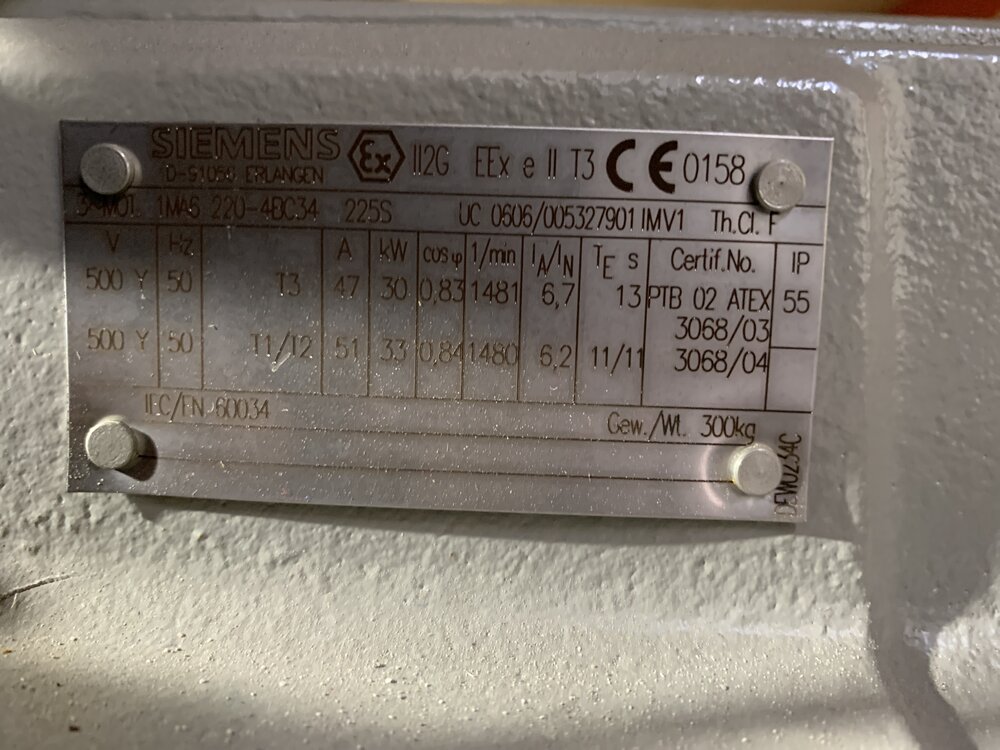 SIEMENS Ex II2G EEx e II T3 CE 0158
D-91056 ERLANGEN
3~MOT. 1MA6 220-4BC34 225S UC 0606/005327901 IMV1 Th.Cl. F
V Hz A kW cos φ 1/min IA/IN TE s Certif.No. IP
500 Y 50 T3 47 30 0,83 1481 6,7 13 PTB 02 ATEX 55
3068/03
500 Y 50 T1/T2 51 33 0,84 1480 6,2 11/11 3068/04
IEC/EN 60034
Gew./Wt. 300kg